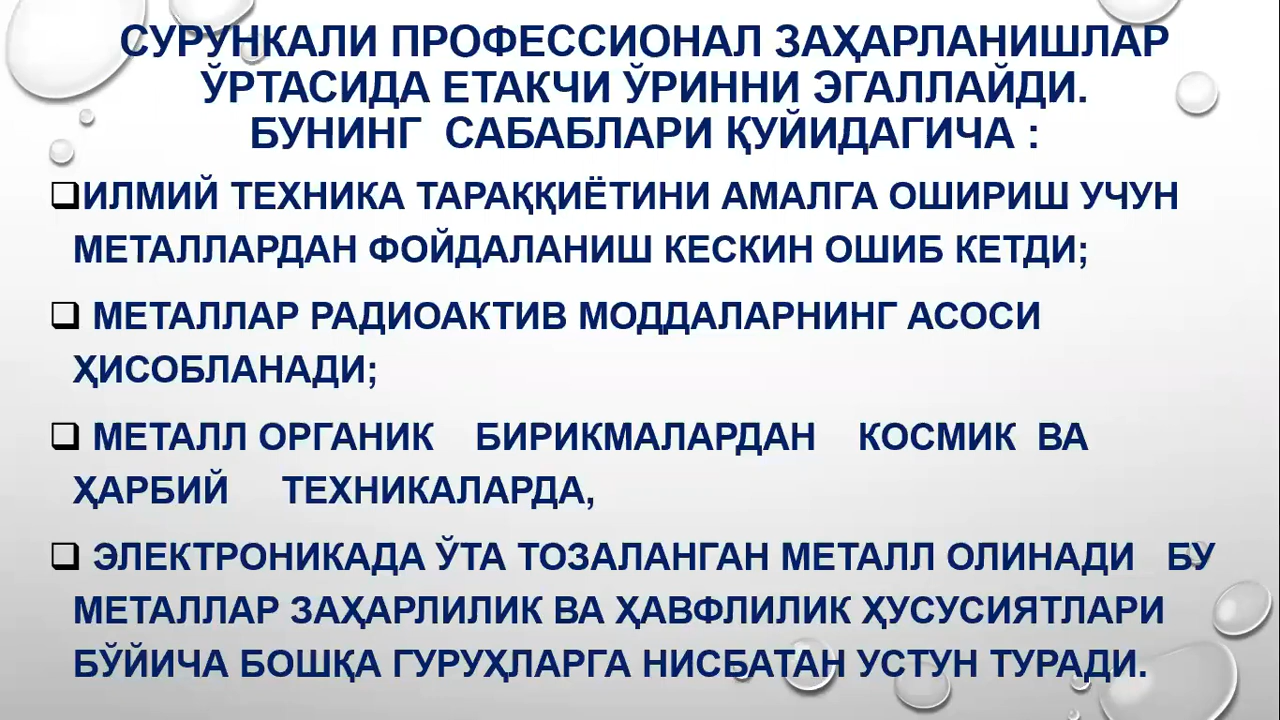 СУРУНКАЛИ ПРОФЕССИОНАЛ ЗАҲАРЛАНИШЛАР
ЎРТАСИДА ЕТАКЧИ ЎРИННИ ЭГАЛЛАЙДИ.
БУНИНГ САБАБЛАРИ ҚУЙИДАГИЧА :
ИЛМИЙ ТЕХНИКА ТАРАҚҚИЁТИНИ АМАЛГА ОШИРИШ УЧУН
МЕТАЛЛАРДАН ФОЙДАЛАНИШ КЕСКИН ОШИБ КЕТДИ;
МЕТАЛЛАР РАДИОАКТИВ МОДДАЛАРНИНГ АСОСИ
ҲИСОБЛАНАДИ;
МЕТАЛЛ ОРГАНИК БИРИКМАЛАРДАН КОСМИК ВА
ҲАРБИЙ ТЕХНИКАЛАРДА,
ЭЛЕКТРОНИКАДА ЎТА ТОЗАЛАНГАН МЕТАЛЛ ОЛИНАДИ БУ
МЕТАЛЛАР ЗАҲАРЛИЛИК ВА ҲАВФЛИЛИК ҲУСУСИЯТЛАРИ
БЎЙИЧА БОШҚА ГУРУҲЛАРГА НИСБАТАН УСТУН ТУРАДИ.